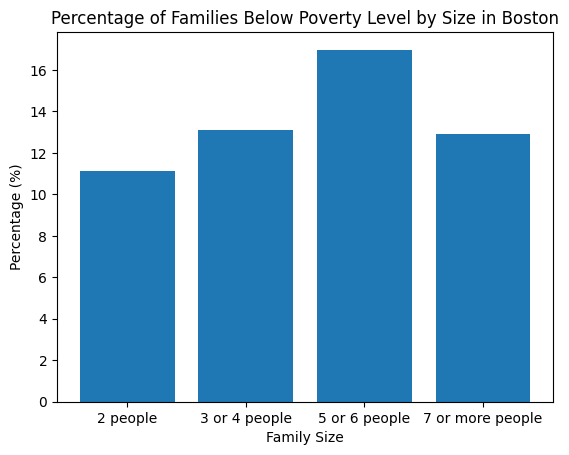 Percentage of Families Below Poverty Level by Size in Boston
Percentage (%)
16
14
12
10
8
6
4
2
0
2 people
3 or 4 people
5 or 6 people
7 or more people
Family Size